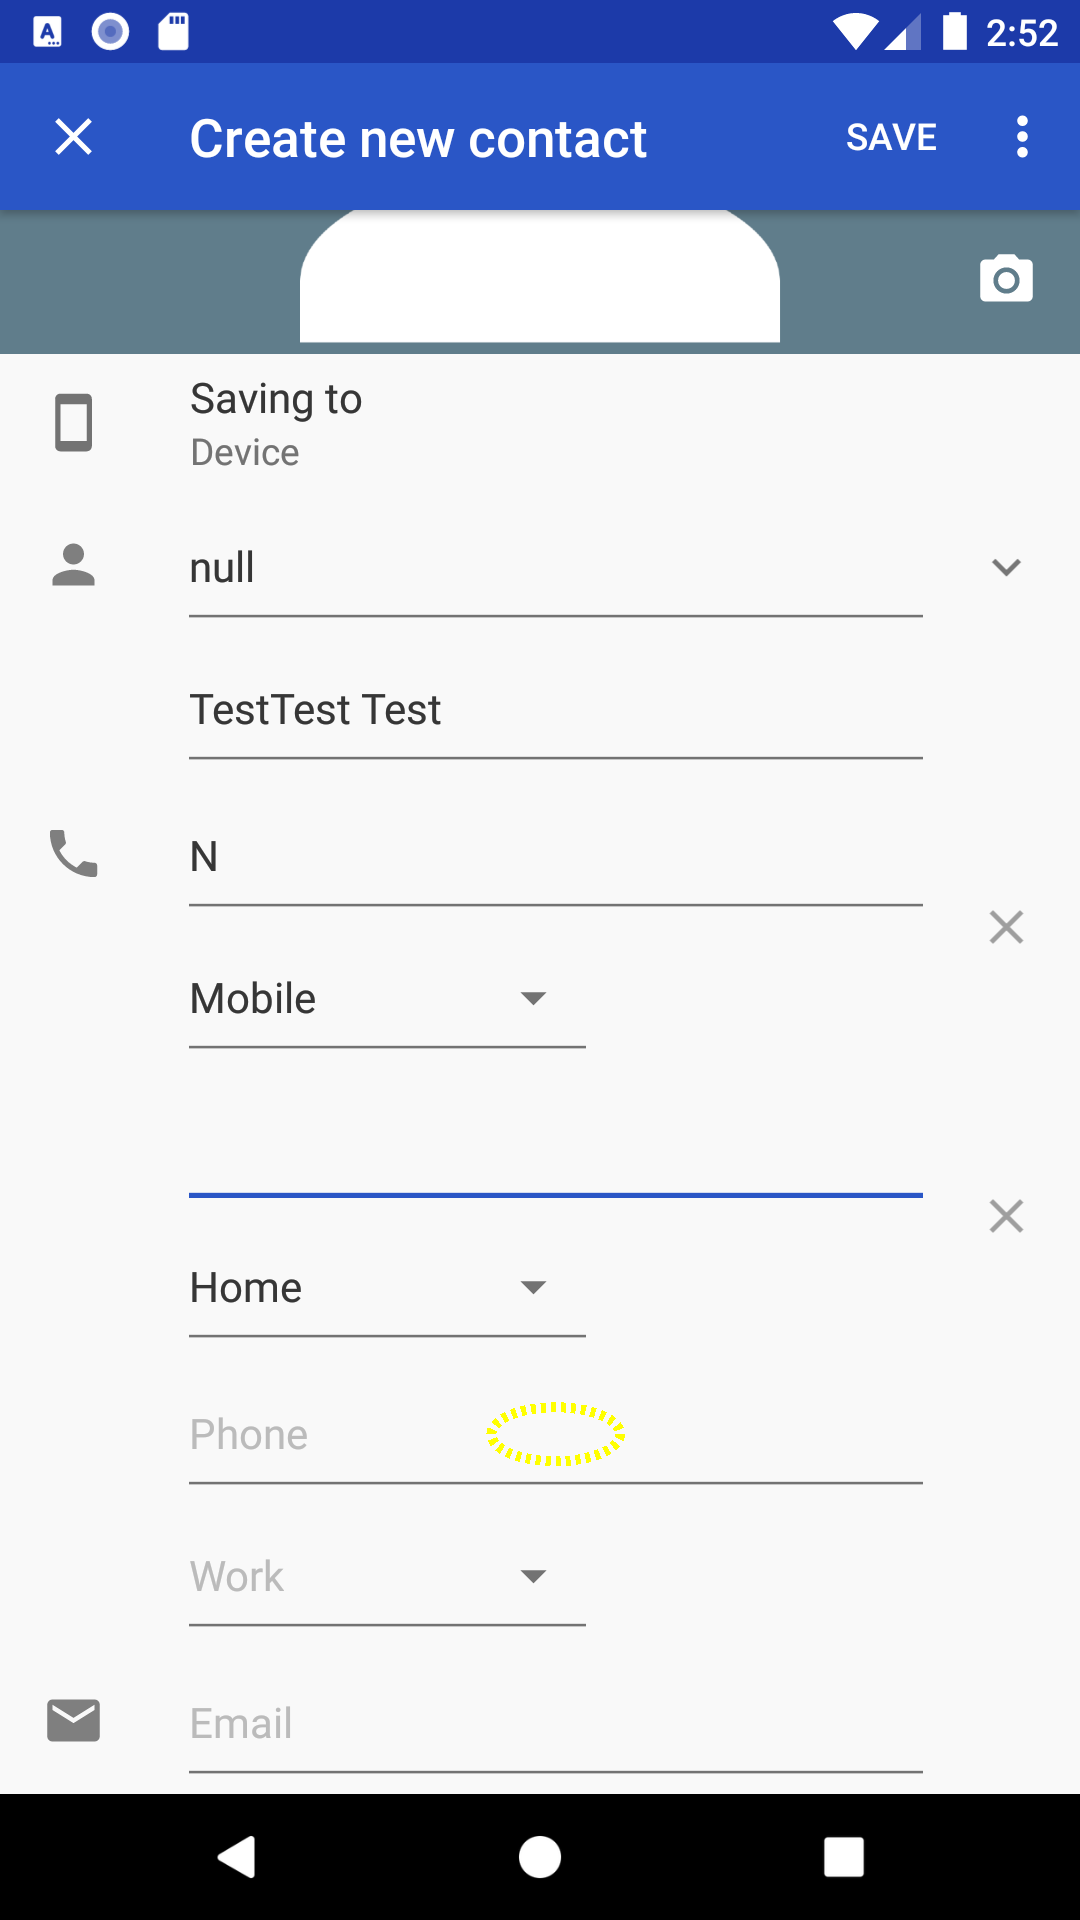 2:52
Create new contact SAVE
Saving to
Device
null
TestTest Test
N
Mobile
Home
Phone
Work
Email